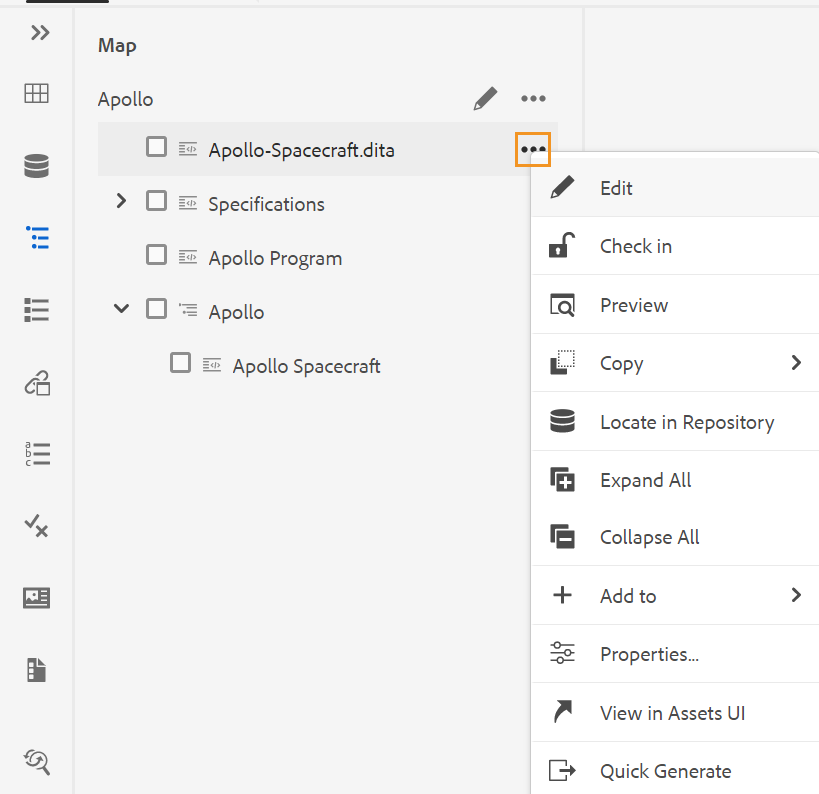 Map
Apollo
Apollo-Spacecraft.dita
Specifications
Apollo Program
Apollo
Apollo Spacecraft
Edit
Check in
Preview
Copy
Locate in Repository
Expand All
Collapse All
Add to
Properties...
View in Assets UI
Quick Generate
a
b
c